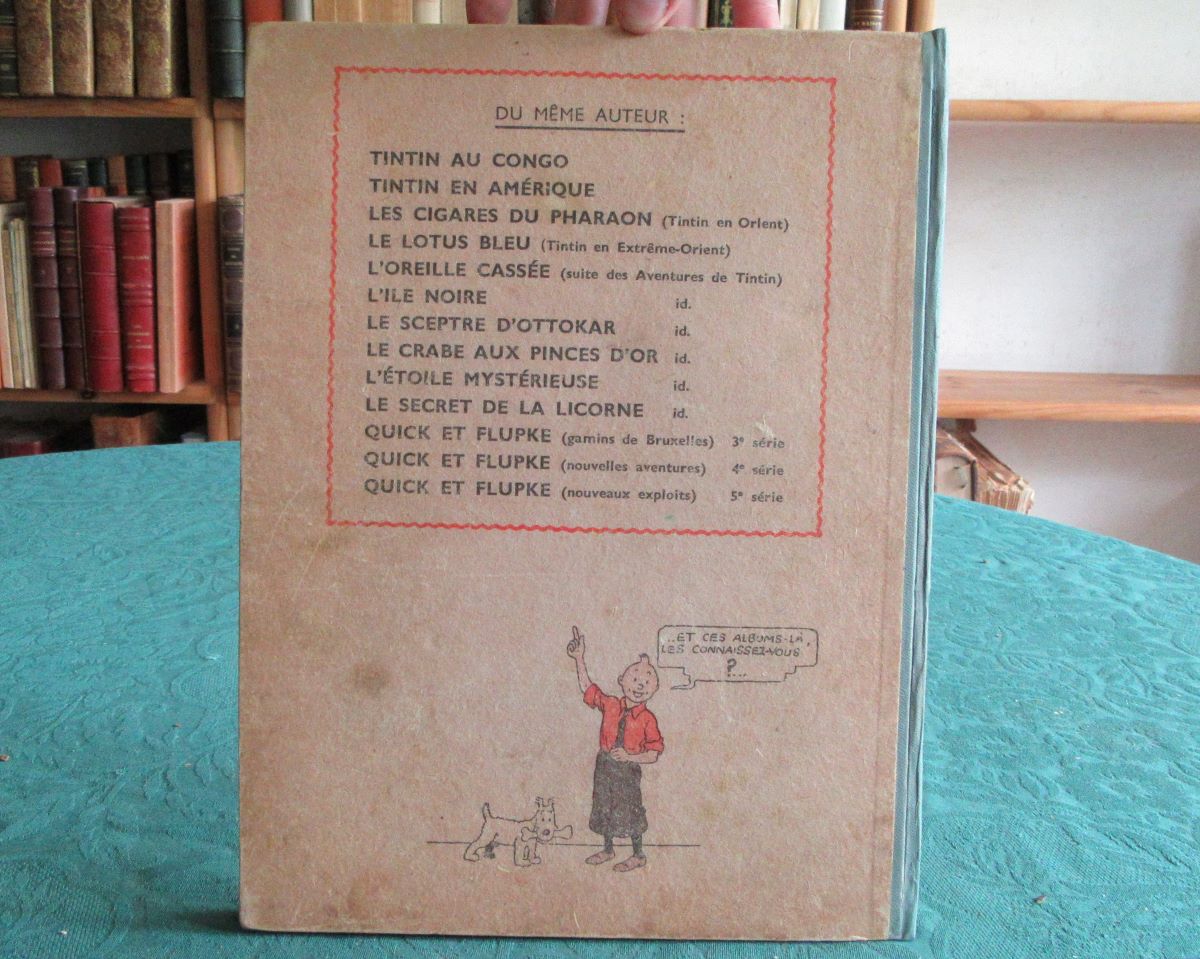 DU MÊME AUTEUR :
TINTIN AU CONGO
TINTIN EN AMÉRIQUE
LES CIGARES DU PHARAON (Tintin en Orient)
LE LOTUS BLEU (Tintin en Extrême-Orient)
L'OREILLE CASSÉE (suite des Aventures de Tintin)
L'ILE NOIRE id.
LE SCEPTRE D'OTTOKAR id.
LE CRABE AUX PINCES D'OR id.
L'ÉTOILE MYSTÉRIEUSE id.
LE SECRET DE LA LICORNE id.
QUICK ET FLUPKE (gamins de Bruxelles) 3e série
QUICK ET FLUPKE (nouvelles aventures) 4e série
QUICK ET FLUPKE (nouveaux exploits) 5e série
...ET CES ALBUMS-LÀ,
LES CONNAISSEZ-VOUS
?...